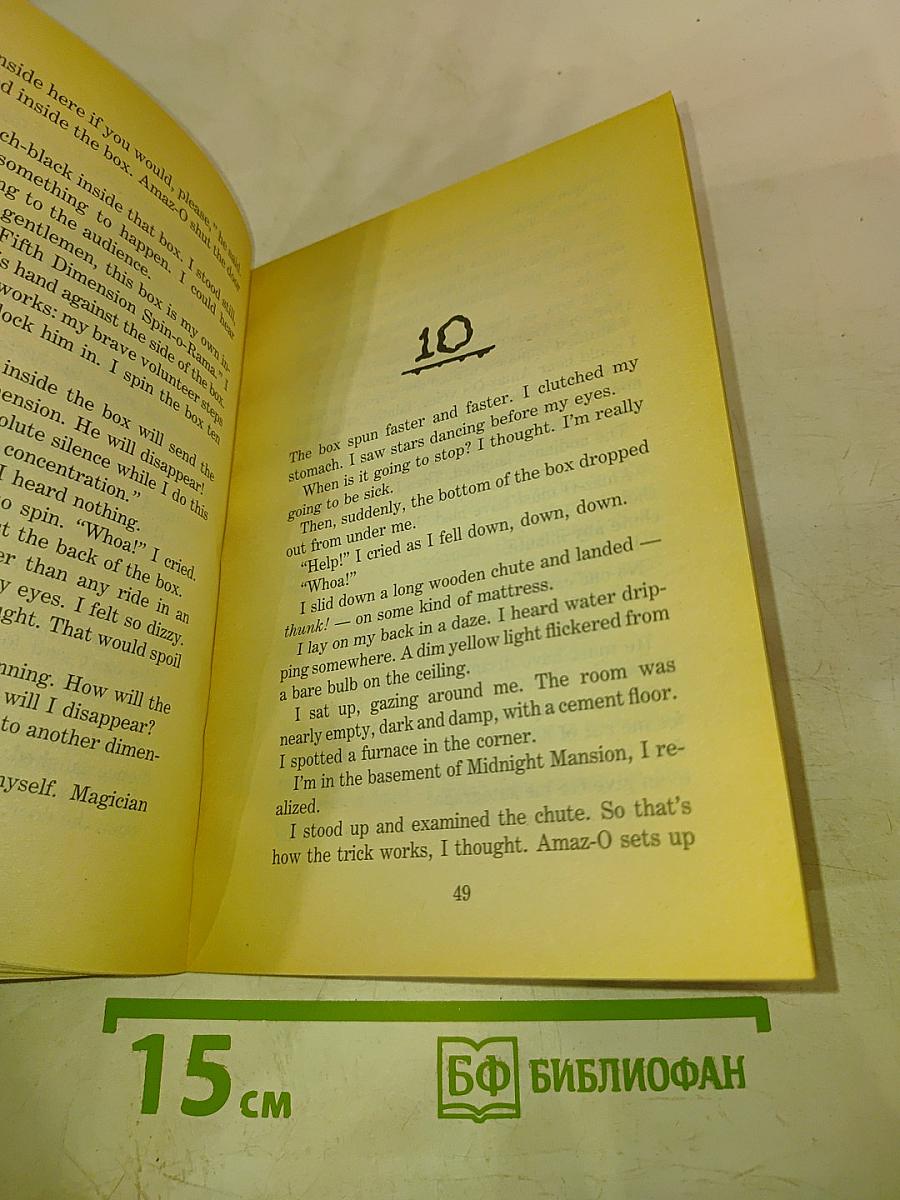 nside here if you would, please," he said.
d inside the box. Amaz-O shut the door
ch-black inside that box. I stood still,
something to happen. I could hear
ng to the audience.
gentlemen, this box is my own in-
Fifth Dimension Spin-o-Rama." I
s hand against the side of the box.
works: my brave volunteer steps
lock him in. I spin the box ten
inside the box will send the
ension. He will disappear!
olute silence while I do this
concentration."
I heard nothing.
o spin. "Whoa!" I cried.
t the back of the box.
er than any ride in an
y eyes. I felt so dizzy.
ght. That would spoil
nning. How will the
will I disappear?
to another dimen-
nyself. Magician
10
The box spun faster and faster. I clutched my
stomach. I saw stars dancing before my eyes.
When is it going to stop? I thought. I'm really
going to be sick.
Then, suddenly, the bottom of the box dropped
out from under me.
"Help!" I cried as I fell down, down, down.
"Whoa!"
I slid down a long wooden chute and landed —
thunk! — on some kind of mattress.
I lay on my back in a daze. I heard water drip-
ping somewhere. A dim yellow light flickered from
a bare bulb on the ceiling.
I sat up, gazing around me. The room was
nearly empty, dark and damp, with a cement floor.
I spotted a furnace in the corner.
I'm in the basement of Midnight Mansion, I re-
alized.
I stood up and examined the chute. So that's
how the trick works, I thought. Amaz-O sets up
49
15 см
БФ БИБЛИОФАН